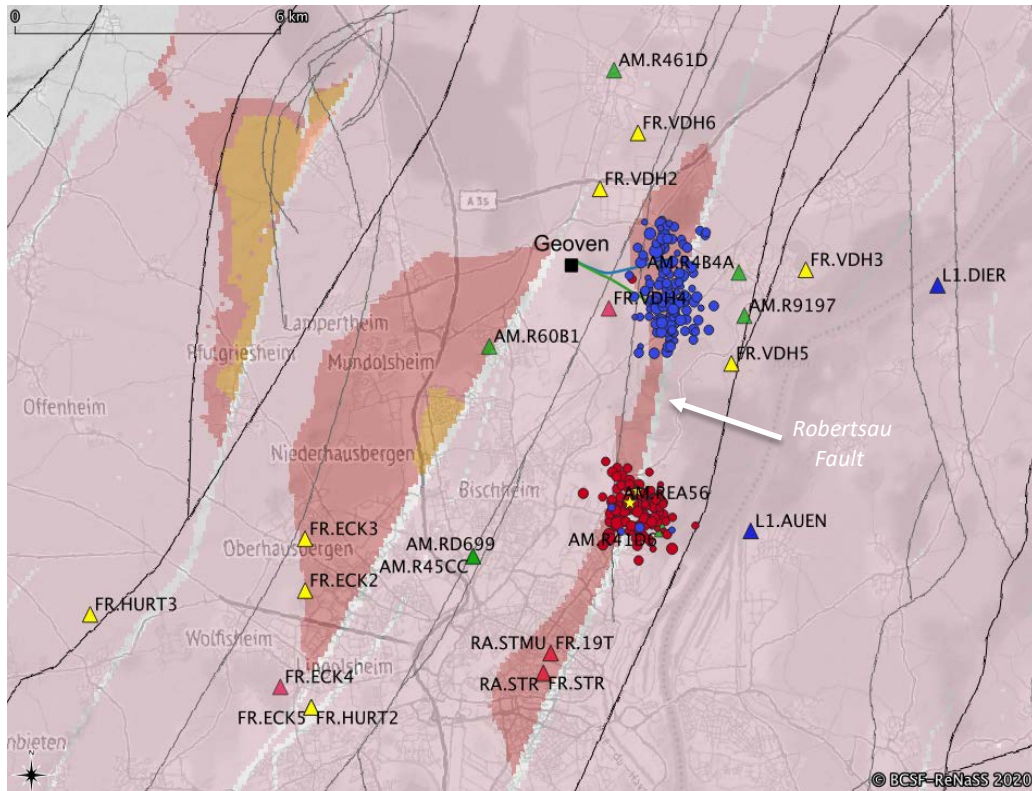 0
6 km
AM.R461D
FR.VDH6
FR.VDH2
A 35
Geoven
AM.R4B4A
FR.VDH3
L1.DIER
FR.VDH4
AM.R9197
Lampertheim
AM.R60B1
Pfulgriesheim
Mundolsheim
FR.VDH5
Offenheim
Robertsau
Fault
Niederhausbergen
Bischheim
AM.REA56
FR.ECK3
L1.AUEN
Oberhausbergen
AM.RD699
AM.R41D6
AM.R45CC
FR.ECK2
FR.HURT3
Wolfisheim
RA.STMU
FR.19T
Lingolsheim
FR.ECK4
RA.STR
FR.STR
FR.ECK5
FR.HURT2
nbieten
N
© BCSF-ReNaSS 2020